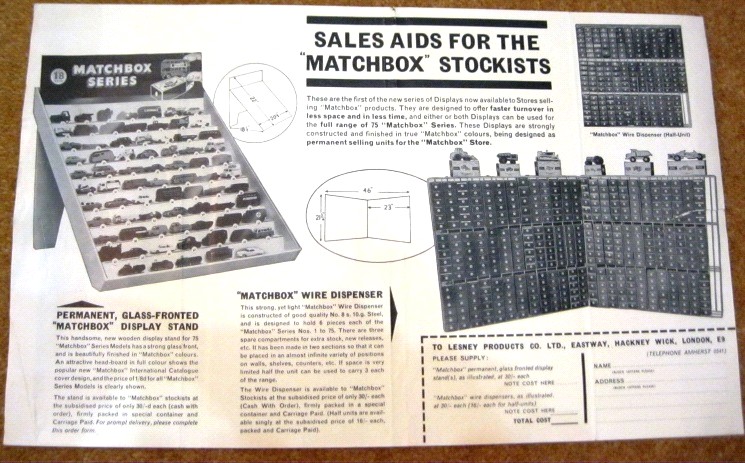 SALES AIDS FOR THE
"MATCHBOX" STOCKISTS
These are the first of the new series of Displays now available to Stores sell-
ing "Matchbox" products. They are designed to offer faster turnover in
less space and in less time, and either or both Displays can be used for
the full range of 75 "Matchbox" Series. These Displays are strongly
constructed and finished in true "Matchbox" colours, being designed as
permanent selling units for the "Matchbox" Store.
MATCHBOX
SERIES
"Matchbox" Wire Dispenser (Half-Unit)
46"
23"
PERMANENT, GLASS-FRONTED
"MATCHBOX" DISPLAY STAND
This handsome, new wooden display stand for 75
"Matchbox" Series Models has a strong glass front,
and is beautifully finished in "Matchbox" colours.
An attractive head-board in full colour shows the
popular new "Matchbox" International Catalogue
cover design, and the price of 1/8d for all "Matchbox"
Series Models is clearly shown.
The stand is available to "Matchbox" stockists at
the subsidised price of only 30/-d each (cash with
order), firmly packed in special container and
Carriage Paid. For prompt delivery, please complete
this order form.
"MATCHBOX" WIRE DISPENSER
This strong, yet light "Matchbox" Wire Dispenser
is constructed of good quality No. 8 s. 10.g. Steel,
and is designed to hold 6 pieces each of the
"Matchbox" Series Nos. 1 to 75. There are three
spare compartments for extra stock, new releases,
etc. It has been made in two sections so that it can
be placed in an almost infinite variety of positions
on walls, shelves, counters, etc. If space is very
limited half the unit can be used to carry 3 each
of the range.
The Wire Dispenser is available to "Matchbox"
Stockists at the subsidised price of only 30/- each
(Cash With Order), firmly packed in a special
container and Carriage Paid. (Half units are avail-
able singly at the subsidised price of 16/- each,
packed and Carriage Paid).
TO LESNEY PRODUCTS CO. LTD., EASTWAY, HACKNEY WICK, LONDON, E9
(TELEPHONE AMHERST
PLEASE SUPPLY:
"Matchbox" permanent, glass fronted display
stand(s), as illustrated, at 30/- each
NOTE COST HERE
"Matchbox" wire dispensers, as illustrated,
at 30/- each (16/- each for half-units)
NOTE COST HERE
TOTAL COST
NAME
ADDRESS